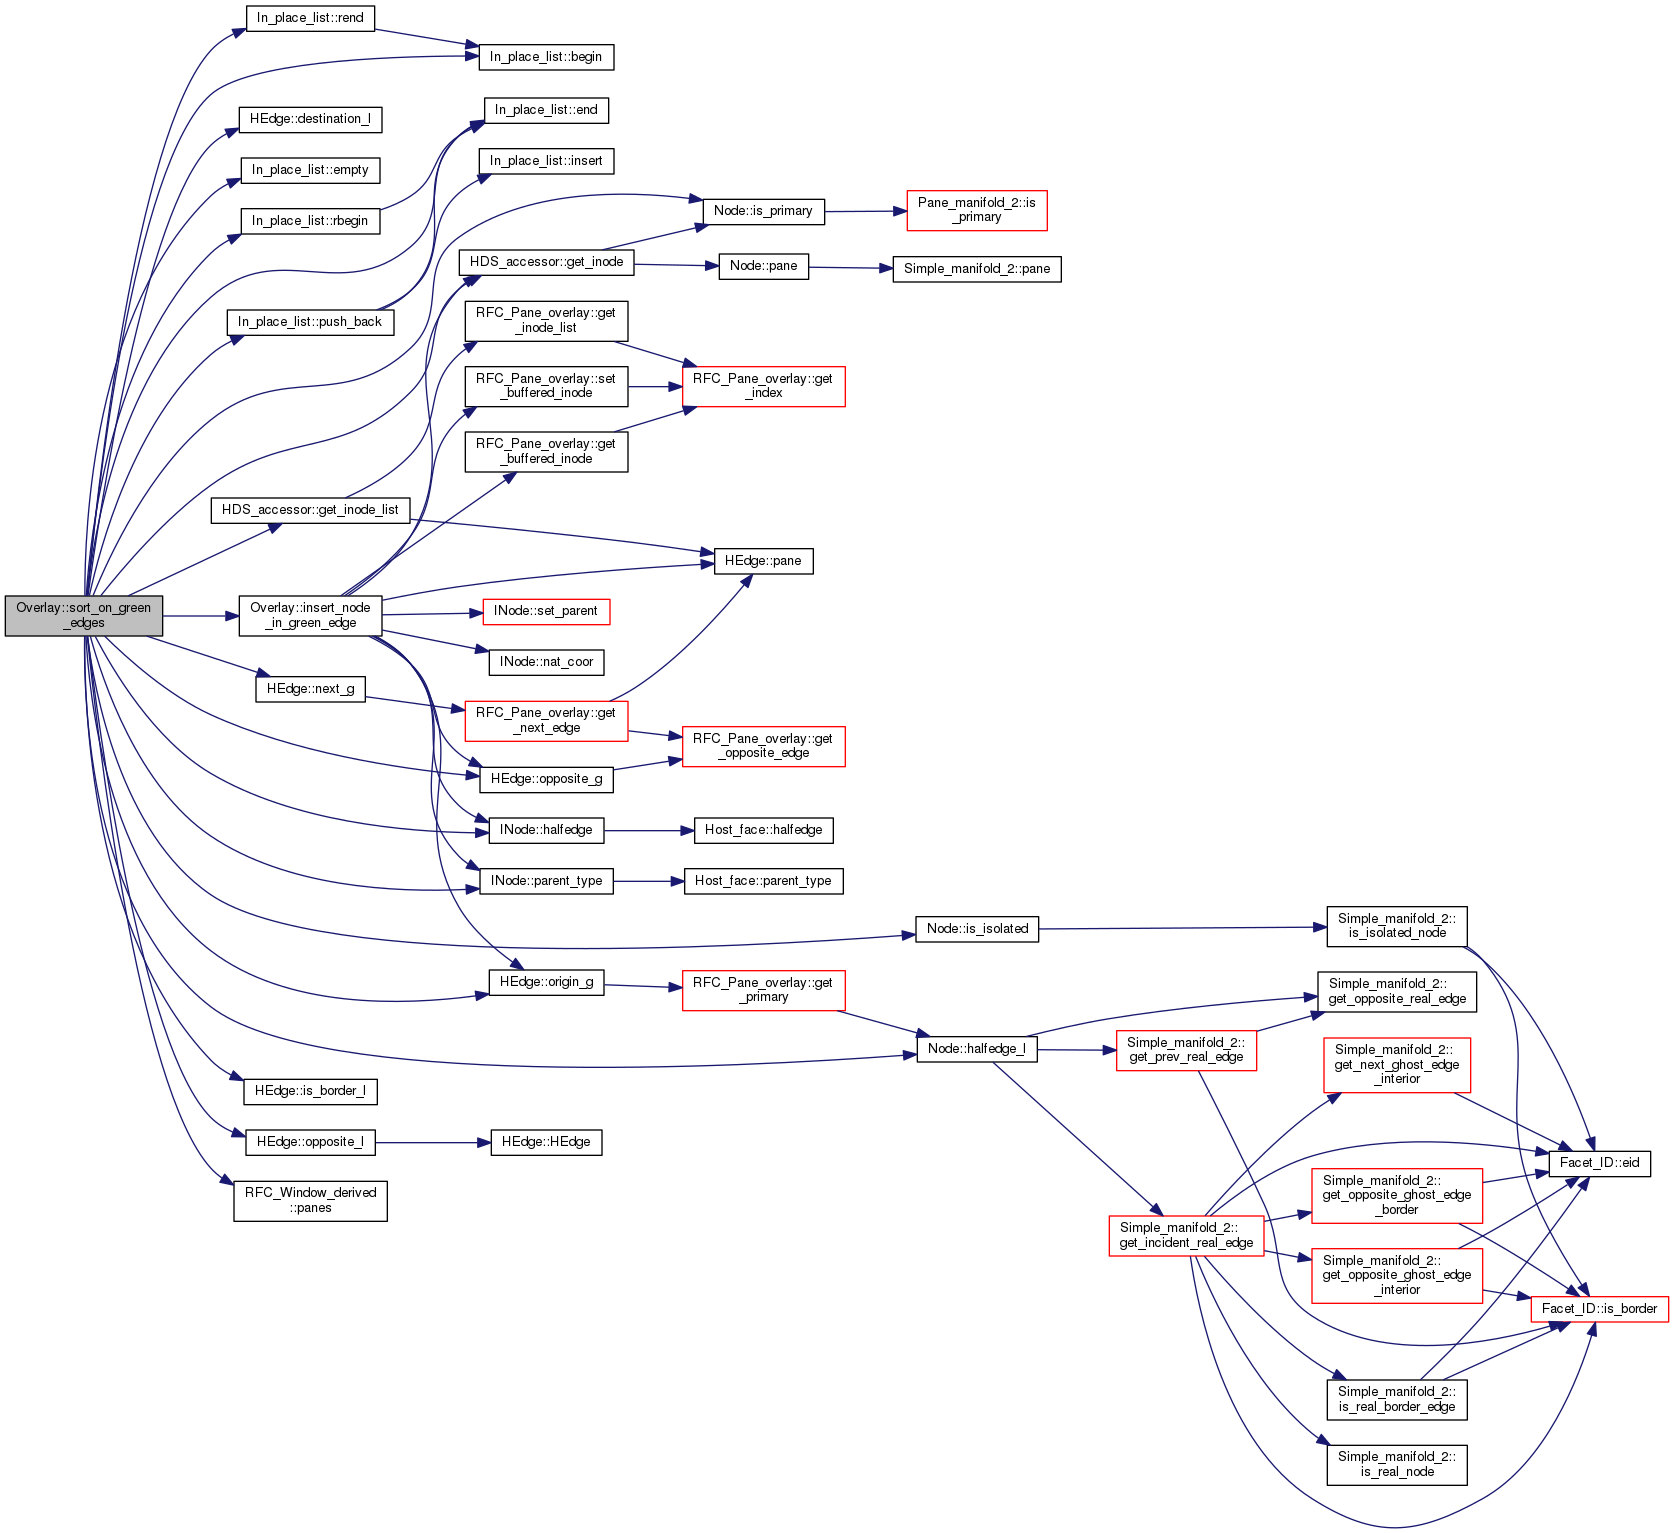 In_place_list::rend
In_place_list::begin
In_place_list::end
HEdge::destination_l
In_place_list::insert
In_place_list::empty
Node::is_primary
Pane_manifold_2::is
_primary
In_place_list::rbegin
HDS_accessor::get_inode
Node::pane
Simple_manifold_2::pane
In_place_list::push_back
RFC_Pane_overlay::get
_inode_list
RFC_Pane_overlay::set
_buffered_inode
RFC_Pane_overlay::get
_index
RFC_Pane_overlay::get
_buffered_inode
HDS_accessor::get_inode_list
HEdge::pane
Overlay::sort_on_green
_edges
Overlay::insert_node
_in_green_edge
INode::set_parent
INode::nat_coor
HEdge::next_g
RFC_Pane_overlay::get
_next_edge
RFC_Pane_overlay::get
_opposite_edge
HEdge::opposite_g
INode::halfedge
Host_face::halfedge
INode::parent_type
Host_face::parent_type
Node::is_isolated
Simple_manifold_2::
is_isolated_node
HEdge::origin_g
RFC_Pane_overlay::get
_primary
Simple_manifold_2::
get_opposite_real_edge
Node::halfedge_l
Simple_manifold_2::
get_prev_real_edge
Simple_manifold_2::
get_next_ghost_edge
_interior
HEdge::is_border_l
HEdge::opposite_l
HEdge::HEdge
Facet_ID::eid
RFC_Window_derived
::panes
Simple_manifold_2::
get_opposite_ghost_edge
_border
Simple_manifold_2::
get_incident_real_edge
Simple_manifold_2::
get_opposite_ghost_edge
_interior
Facet_ID::is_border
Simple_manifold_2::
is_real_border_edge
Simple_manifold_2::
is_real_node